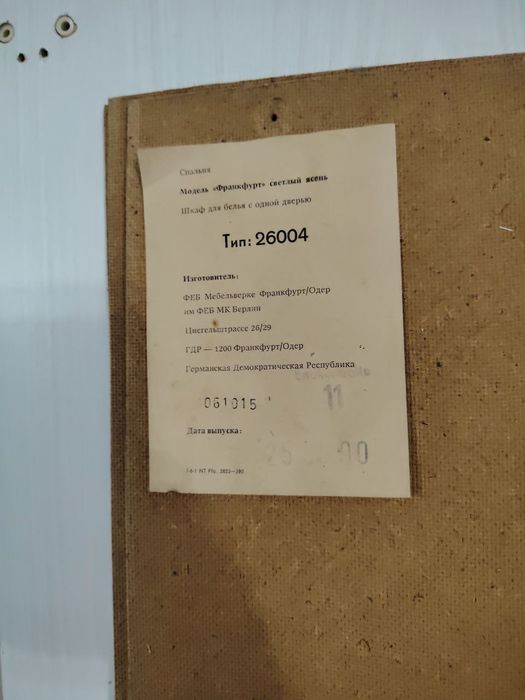 Спальня
Модель «Франкфурт» светлый ясень
Шкаф для белья с одной дверью
Тип: 26004
Изготовитель:
ФЕБ Мебельверке Франкфурт/Одер
им ФЕБ МК Берлин
Цигельштрассе 26/29
ГДР — 1200 Франкфурт/Одер
Германская Демократическая Республика
061015
11
Дата выпуска: